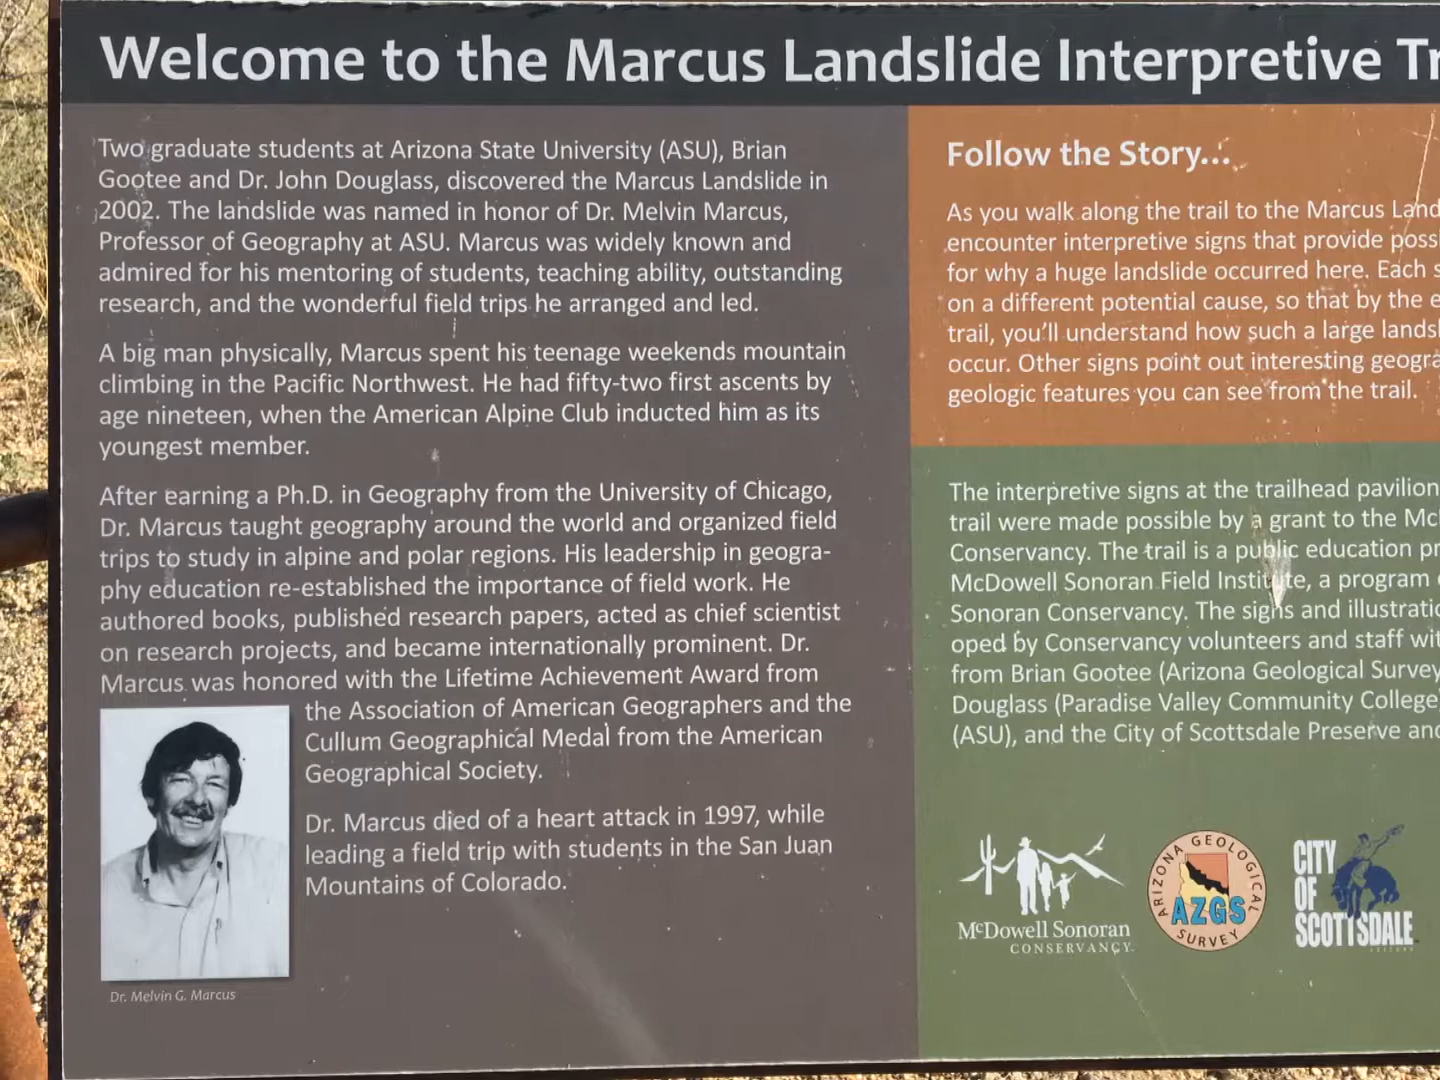 Welcome to the Marcus Landslide Interpretive Tr
Two graduate students at Arizona State University (ASU), Brian
Gootee and Dr. John Douglass, discovered the Marcus Landslide in
2002. The landslide was named in honor of Dr. Melvin Marcus,
Professor of Geography at ASU. Marcus was widely known and
admired for his mentoring of students, teaching ability, outstanding
research, and the wonderful field trips he arranged and led.
A big man physically, Marcus spent his teenage weekends mountain
climbing in the Pacific Northwest. He had fifty-two first ascents by
age nineteen, when the American Alpine Club inducted him as its
youngest member.
After earning a Ph.D. in Geography from the University of Chicago,
Dr. Marcus taught geography around the world and organized field
trips to study in alpine and polar regions. His leadership in geogra-
phy education re-established the importance of field work. He
authored books, published research papers, acted as chief scientist
on research projects, and became internationally prominent. Dr.
Marcus was honored with the Lifetime Achievement Award from
the Association of American Geographers and the
Cullum Geographical Medal from the American
Geographical Society.
Dr. Marcus died of a heart attack in 1997, while
leading a field trip with students in the San Juan
Mountains of Colorado.
Dr. Melvin G. Marcus
Follow the Story...
As you walk along the trail to the Marcus Land
encounter interpretive signs that provide possi
for why a huge landslide occurred here. Each s
on a different potential cause, so that by the e
trail, you'll understand how such a large landsl
occur. Other signs point out interesting geogra
geologic features you can see from the trail.
The interpretive signs at the trailhead pavilion
trail were made possible by a grant to the McD
Conservancy. The trail is a public education pr
McDowell Sonoran Field Institute, a program
Sonoran Conservancy. The signs and illustratio
oped by Conservancy volunteers and staff wit
from Brian Gootee (Arizona Geological Survey
Douglass (Paradise Valley Community College)
(ASU), and the City of Scottsdale Preserve and
McDowell Sonoran
CONSERVANCY
ARIZONA GEOLOGICAL
AZGS
SURVEY
CITY
OF
SCOTTSDALE